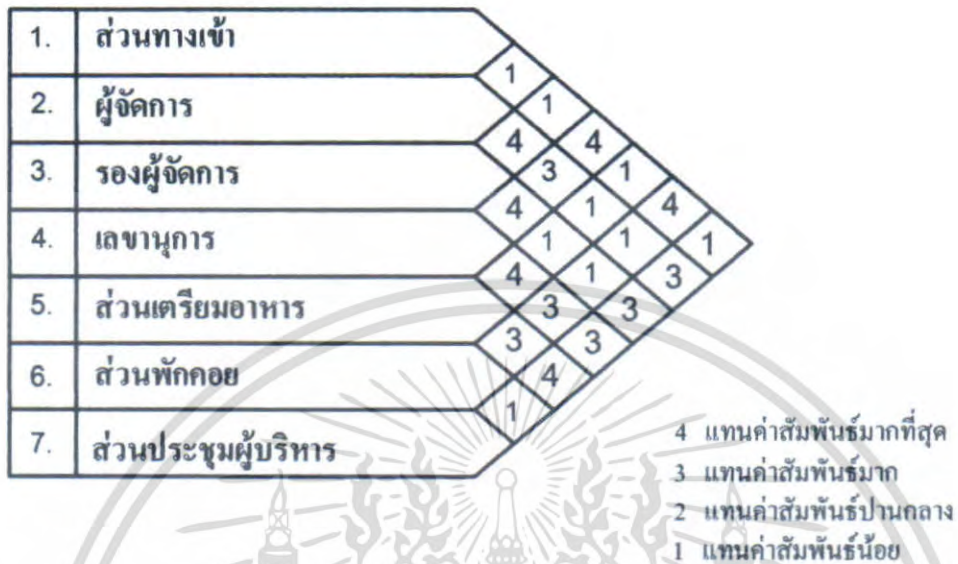 1. ส่วนทางเข้า
1
2. ผู้จัดการ
1
4 4
3. รองผู้จัดการ
3 1
4 1 4
4. เลขานุการ
1 1 1
4 1 3
5. ส่วนเตรียมอาหาร
3 3
3 3
6. ส่วนพักคอย
4
1
7. ส่วนประชุมผู้บริหาร
4 แทนค่าสัมพันธ์มากที่สุด
3 แทนค่าสัมพันธ์มาก
2 แทนค่าสัมพันธ์ปานกลาง
1 แทนค่าสัมพันธ์น้อย